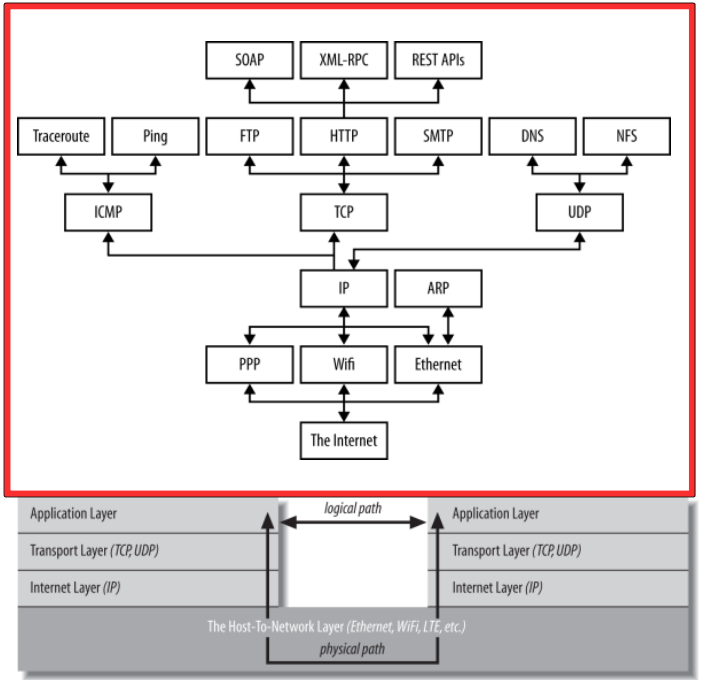 SOAP
XML-RPC
REST APIs
Traceroute
Ping
FTP
HTTP
SMTP
DNS
NFS
ICMP
TCP
UDP
IP
ARP
PPP
Wifi
Ethernet
The Internet
Application Layer
logical path
Application Layer
Transport Layer (TCP, UDP)
Transport Layer (TCP, UDP)
Internet Layer (IP)
Internet Layer (IP)
The Host-To-Network Layer (Ethernet, WiFi, LTE, etc.)
physical path